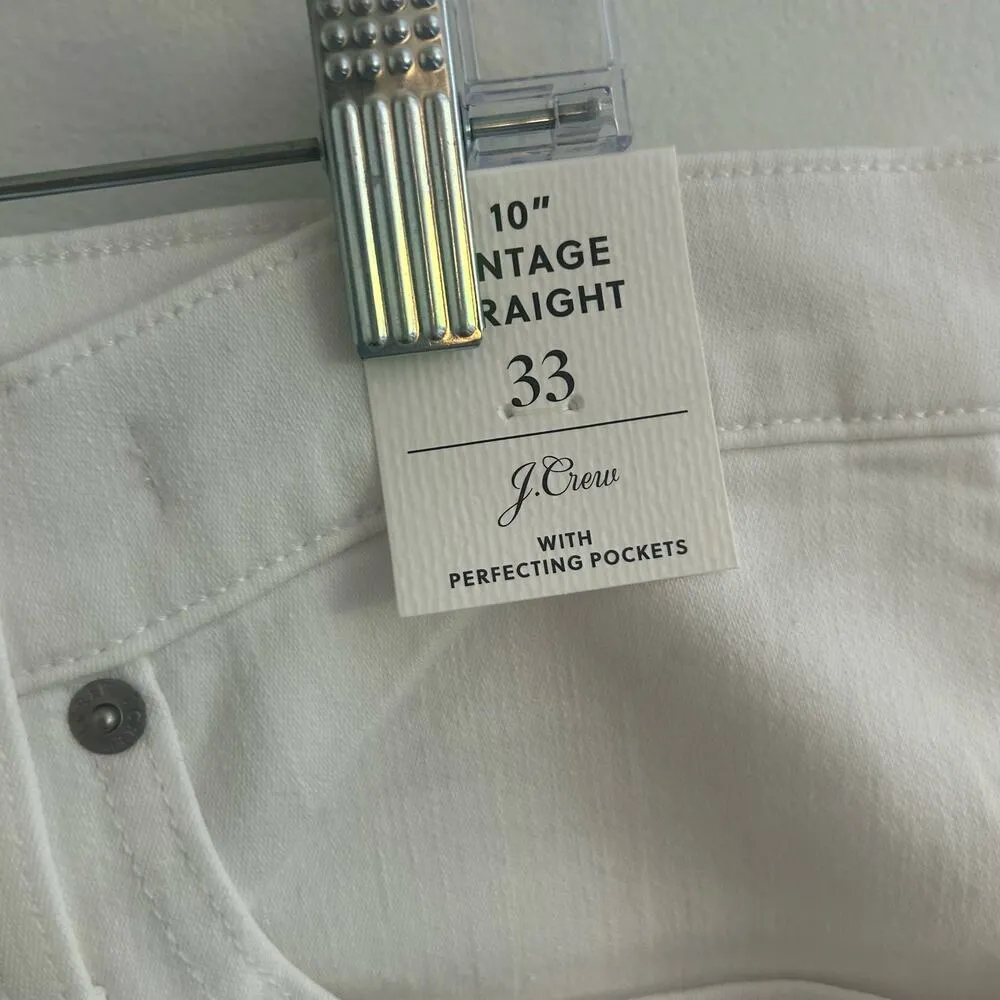 10"
NTAGE
RAIGHT
33
J.Crew
WITH
PERFECTING POCKETS